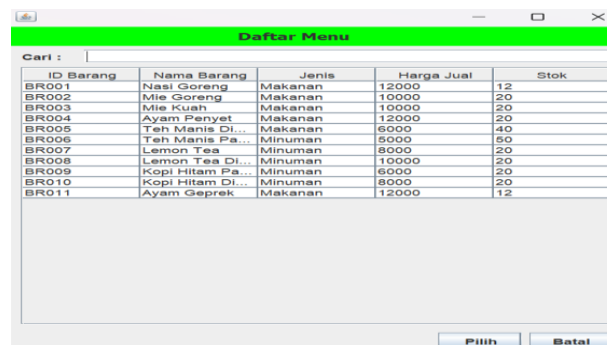 Daftar Menu
Cari :
ID Barang Nama Barang Jenis Harga Jual Stok
BR001 Nasi Goreng Makanan 12000 12
BR002 Mie Goreng Makanan 10000 20
BR003 Mie Kuah Makanan 10000 20
BR004 Ayam Penyet Makanan 12000 20
BR005 Teh Manis Di... Makanan 6000 40
BR006 Teh Manis Pa... Minuman 5000 50
BR007 Lemon Tea Minuman 8000 20
BR008 Lemon Tea Di... Minuman 10000 20
BR009 Kopi Hitam Pa... Minuman 6000 20
BR010 Kopi Hitam Di... Minuman 8000 20
BR011 Ayam Geprek Makanan 12000 12
Pilih Batal